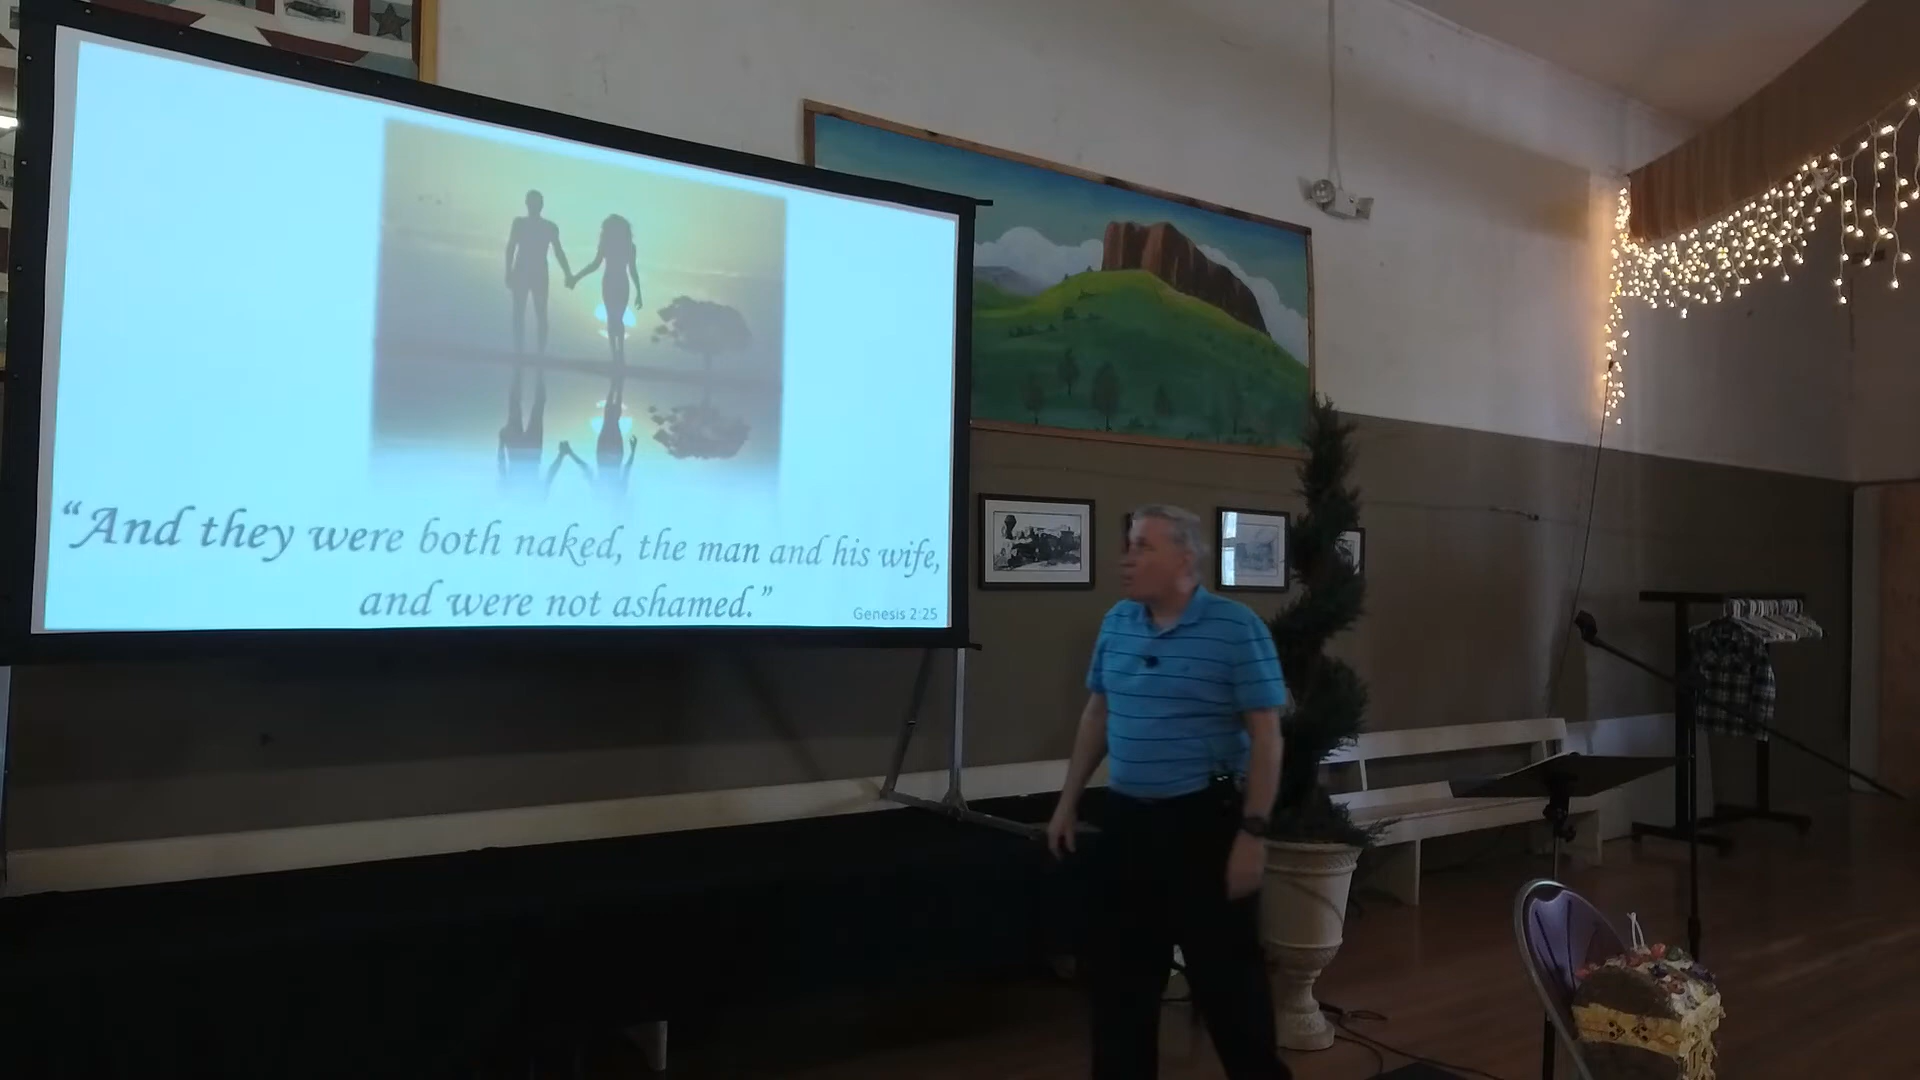 “And they were both naked, the man and his wife,
and were not ashamed.”
Genesis 2:25